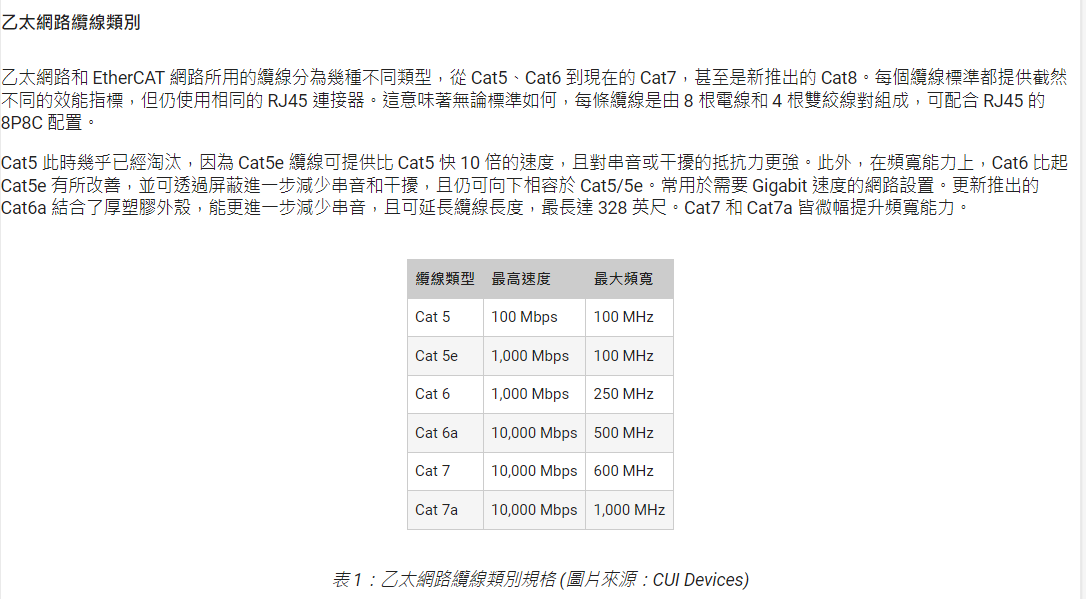 乙太網路纜線類別
乙太網路和 EtherCAT 網路所用的纜線分為幾種不同類型，從 Cat5、Cat6 到現在的 Cat7，甚至是新推出的 Cat8。每個纜線標準都提供截然
不同的效能指標，但仍使用相同的 RJ45 連接器。這意味著無論標準如何，每條纜線是由 8 根電線和 4 根雙絞線對組成，可配合 RJ45 的
8P8C 配置。
Cat5 此時幾乎已經淘汰，因為 Cat5e 纜線可提供比 Cat5 快 10 倍的速度，且對串音或干擾的抵抗力更強。此外，在頻寬能力上，Cat6 比起
Cat5e 有所改善，並可透過屏蔽進一步減少串音和干擾，且仍可向下相容於 Cat5/5e。常用於需要 Gigabit 速度的網路設置。更新推出的
Cat6a 結合了厚塑膠外殼，能更進一步減少串音，且可延長纜線長度，最長達 328 英尺。Cat7 和 Cat7a 皆微幅提升頻寬能力。
纜線類型 最高速度 最大頻寬
Cat 5 100 Mbps 100 MHz
Cat 5e 1,000 Mbps 100 MHz
Cat 6 1,000 Mbps 250 MHz
Cat 6a 10,000 Mbps 500 MHz
Cat 7 10,000 Mbps 600 MHz
Cat 7a 10,000 Mbps 1,000 MHz
表 1：乙太網路纜線類別規格 (圖片來源：CUI Devices)